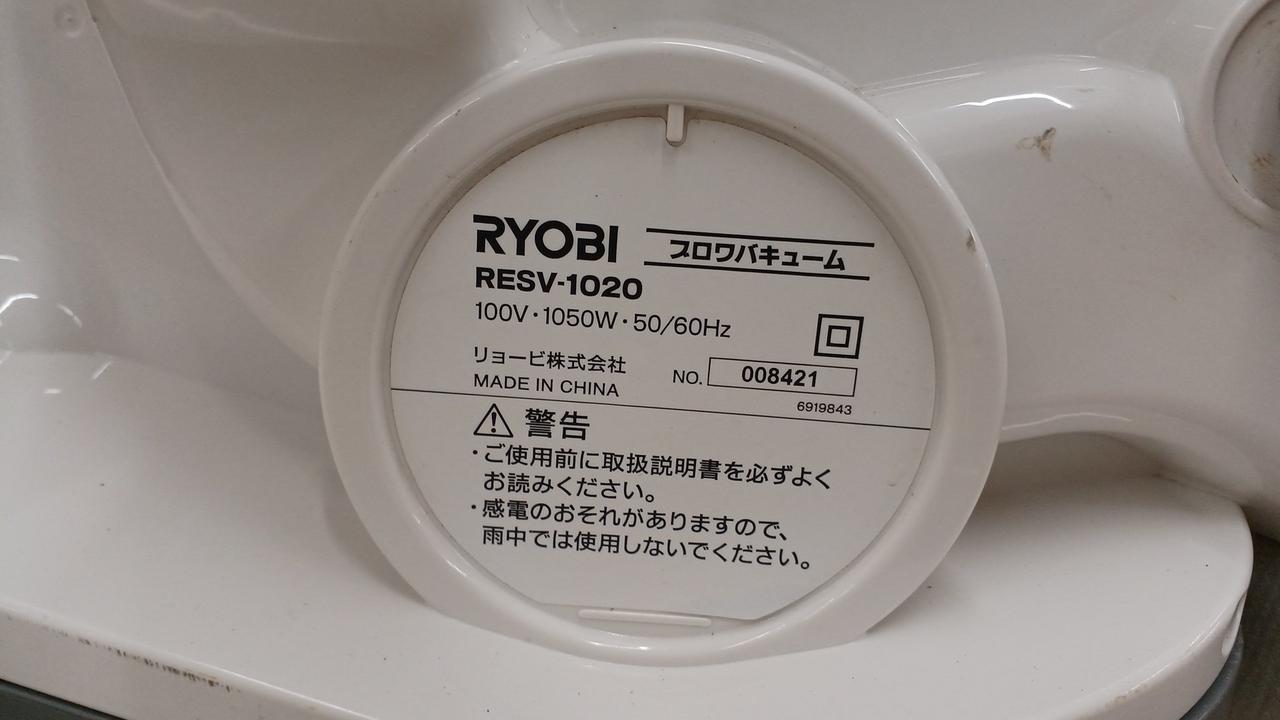 RYOBI ブロワバキューム
RESV-1020
100V・1050W・50/60Hz
リョービ株式会社
MADE IN CHINA
NO. 008421
6919843
警告
・ご使用前に取扱説明書を必ずよく
お読みください。
・感電のおそれがありますので、
雨中では使用しないでください。